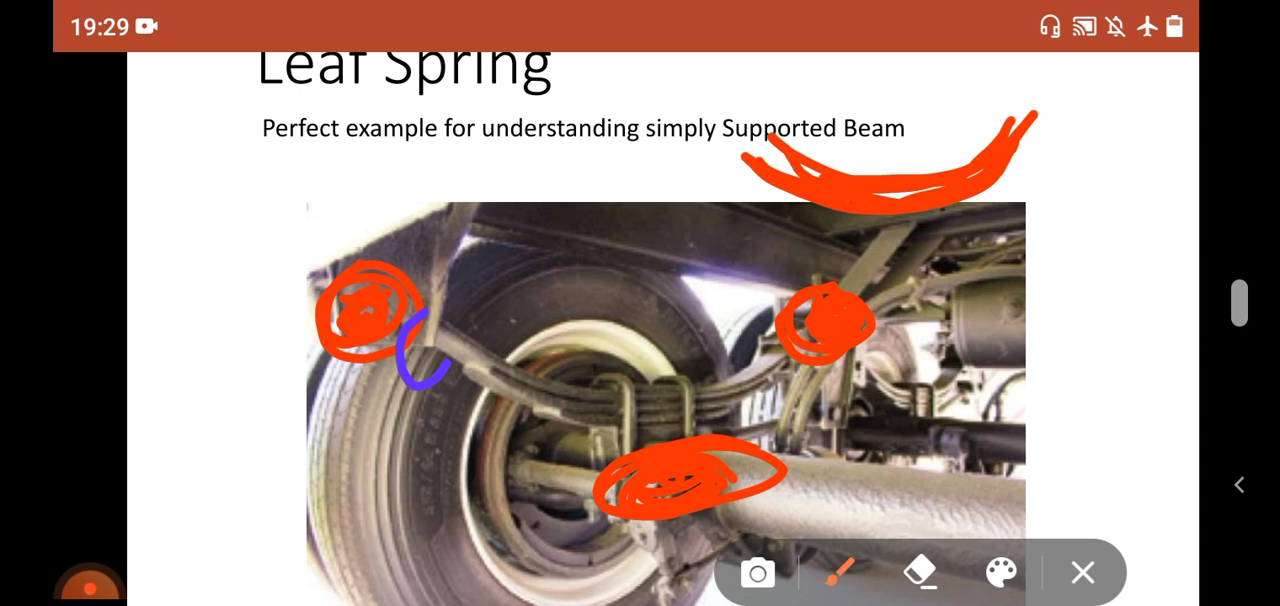 19:29
Leaf Spring
Perfect example for understanding simply Supported Beam